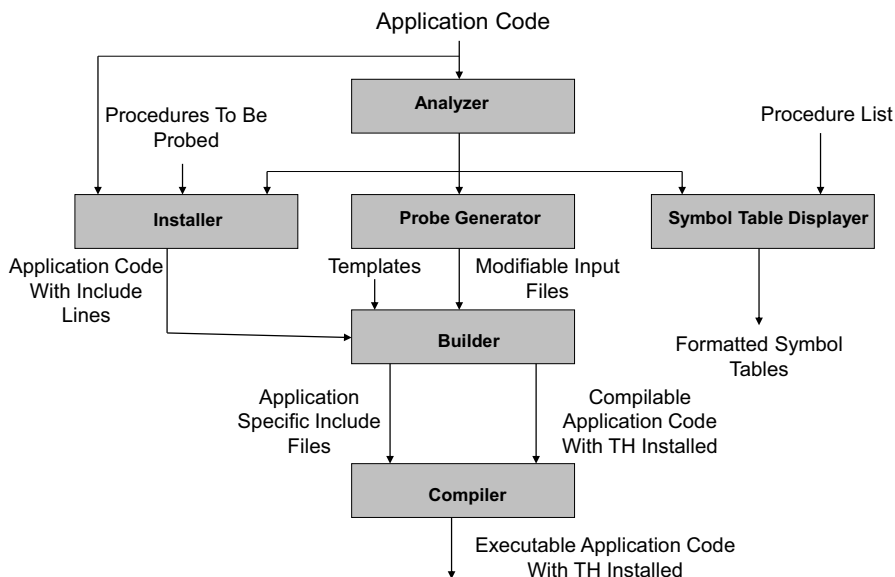 Application Code
Analyzer
Procedures To Be
Probed
Procedure List
Installer
Probe Generator
Symbol Table Displayer
Application Code
With Include
Lines
Templates
Modifiable Input
Files
Builder
Formatted Symbol
Tables
Application
Specific Include
Files
Compilable
Application Code
With TH Installed
Compiler
Executable Application Code
With TH Installed